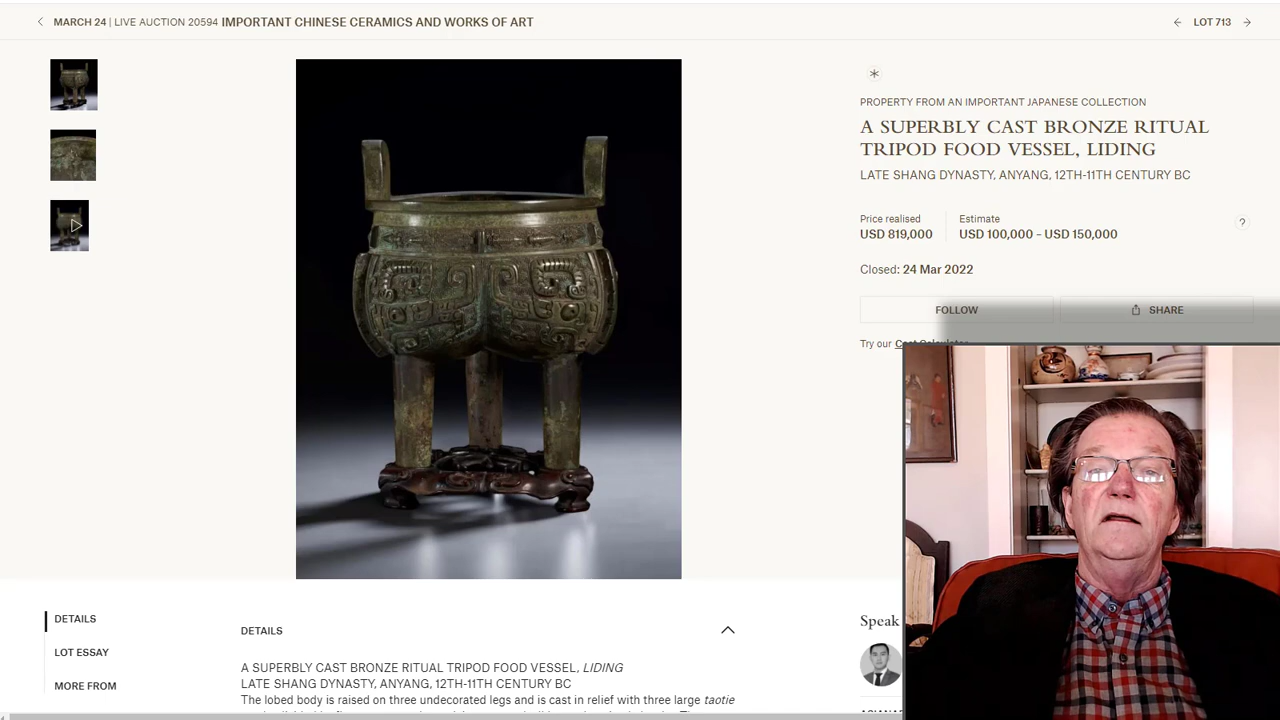 MARCH 24 | LIVE AUCTION 20594 IMPORTANT CHINESE CERAMICS AND WORKS OF ART
LOT 713
PROPERTY FROM AN IMPORTANT JAPANESE COLLECTION
A SUPERBLY CAST BRONZE RITUAL
TRIPOD FOOD VESSEL, LIDING
LATE SHANG DYNASTY, ANYANG, 12TH-11TH CENTURY BC
Price realised
USD 819,000
Estimate
USD 100,000 – USD 150,000
?
Closed: 24 Mar 2022
FOLLOW
SHARE
Try our Cost Calculator
DETAILS
LOT ESSAY
MORE FROM
DETAILS
A SUPERBLY CAST BRONZE RITUAL TRIPOD FOOD VESSEL, LIDING
LATE SHANG DYNASTY, ANYANG, 12TH-11TH CENTURY BC
The lobed body is raised on three undecorated legs and is cast in relief with three large taotie
Speak